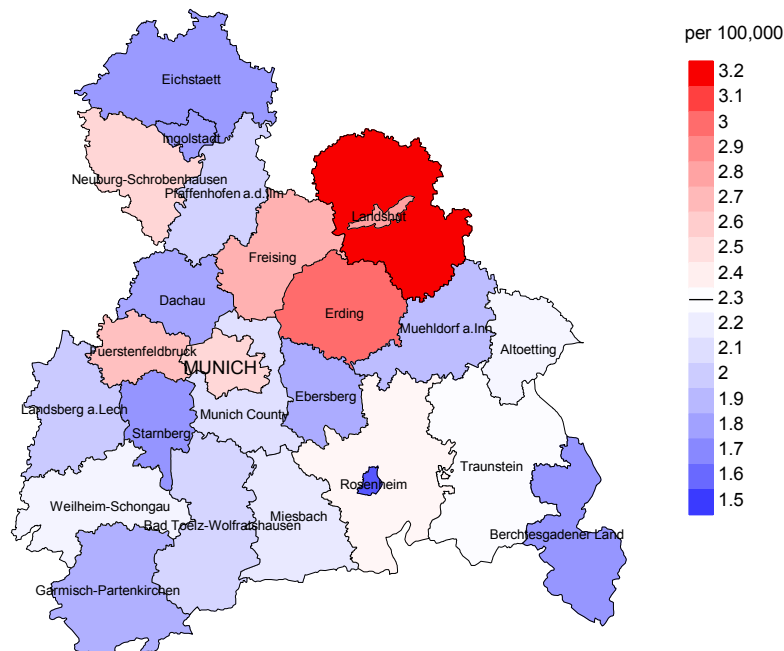 per 100,000
3.2
3.1
3
2.9
2.8
2.7
2.6
2.5
2.4
2.3
2.2
2.1
2
1.9
1.8
1.7
1.6
1.5
Eichstaett
Ingolstadt
Neuburg-Schrobenhausen
Pfaffenhofen a.d.Ilm
Landshut
Freising
Dachau
Erding
Muehldorf a.Inn
Altoetting
Fuerstenfeldbruck
MUNICH
Ebersberg
Landsberg a.Lech
Munich County
Starnberg
Traunstein
Rosenheim
Weilheim-Schongau
Miesbach
Bad Toelz-Wolfratshausen
Berchtesgadener Land
Garmisch-Partenkirchen